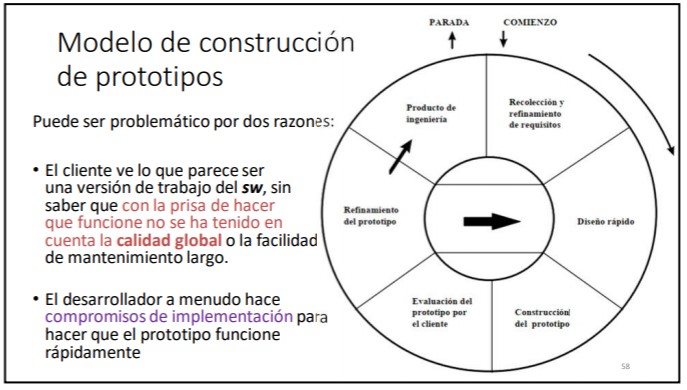 Modelo de construcción
de prototipos
Puede ser problemático por dos razones:
• El cliente ve lo que parece ser
una versión de trabajo del sw, sin
saber que con la prisa de hacer
que funcione no se ha tenido en
cuenta la calidad global o la facilidad
de mantenimiento largo.
• El desarrollador a menudo hace
compromisos de implementación para
hacer que el prototipo funcione
rápidamente
PARADA
COMIENZO
Recolección y
refinamiento
de requisitos
Diseño rápido
Construcción
del prototipo
Evaluación del
prototipo por
el cliente
Refinamiento
del prototipo
Producto de
ingeniería
58